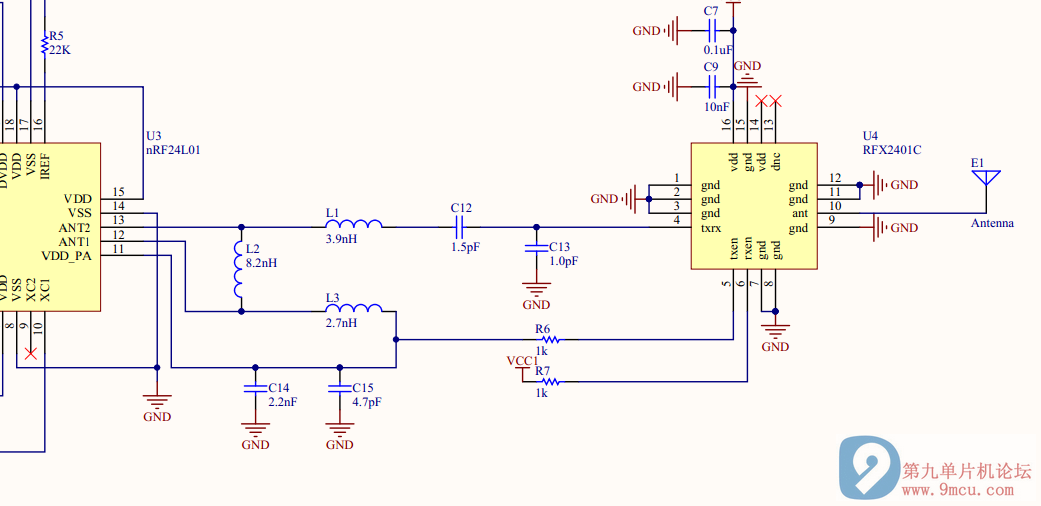 C7
GND
0.1uF
C9
GND
GND
10nF
R5
22K
18
17
16
U3
nRF24L01
DVDD
VDD
VSS
IREF
VDD
15
VSS
14
ANT2
13
ANT1
12
VDD_PA
11
VDD
VSS
XC2
XC1
8
9
10
16
15
14
13
U4
RFX2401C
vdd
gnd
vdd
dnc
GND
1
gnd
2
gnd
3
gnd
4
txrx
gnd
12
GND
gnd
11
ant
10
gnd
9
GND
txen
rxen
gnd
gnd
5
6
7
8
GND
E1
Antenna
L1
3.9nH
L2
8.2nH
L3
2.7nH
C12
1.5pF
C13
1.0pF
GND
R6
1k
VCC1
R7
1k
C14
2.2nF
GND
C15
4.7pF
GND
GND
第九单片机论坛
www.9mcu.com